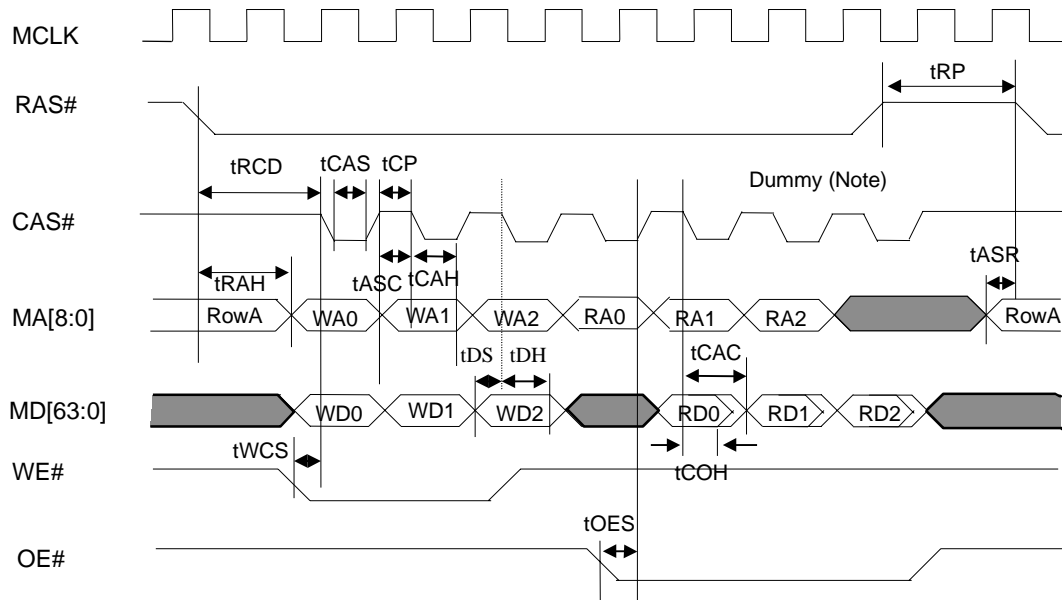 MCLK
tRP
RAS#
tRCD tCAS tCP
Dummy (Note)
CAS#
tRAH tASC tCAH tASR
MA[8:0] RowA WA0 WA1 WA2 RA0 RA1 RA2 RowA
tDS tDH tCAC
MD[63:0] WD0 WD1 WD2 RD0 RD1 RD2
tWCS
WE# tCOH
tOES
OE#